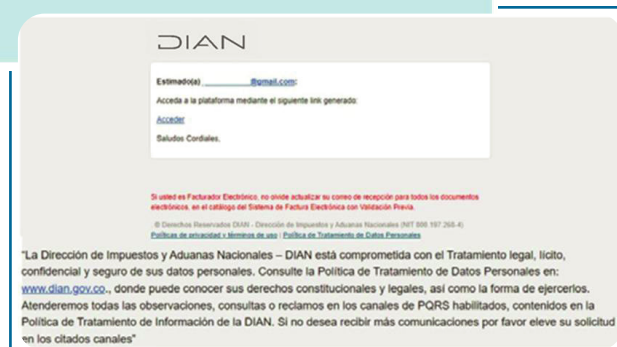 DIAN
Estimado(a) @gmail.com:
Acceda a la plataforma mediante el siguiente link generado:
Acceder
Saludos Cordiales,
Si usted es Facturador Electrónico, no olvide actualizar su correo de recepción para todos los documentos
electrónicos, en el catálogo del Sistema de Factura Electrónica con Validación Previa.
© Derechos Reservados DIAN - Dirección de Impuestos y Aduanas Nacionales (NIT 800.197.268-4)
Políticas de privacidad y términos de uso | Política de Tratamiento de Datos Personales
"La Dirección de Impuestos y Aduanas Nacionales – DIAN está comprometida con el Tratamiento legal, lícito,
confidencial y seguro de sus datos personales. Consulte la Política de Tratamiento de Datos Personales en:
www.dian.gov.co., donde puede conocer sus derechos constitucionales y legales, así como la forma de ejercerlos.
Atenderemos todas las observaciones, consultas o reclamos en los canales de PQRS habilitados, contenidos en la
Política de Tratamiento de Información de la DIAN. Si no desea recibir más comunicaciones por favor eleve su solicitud
en los citados canales"